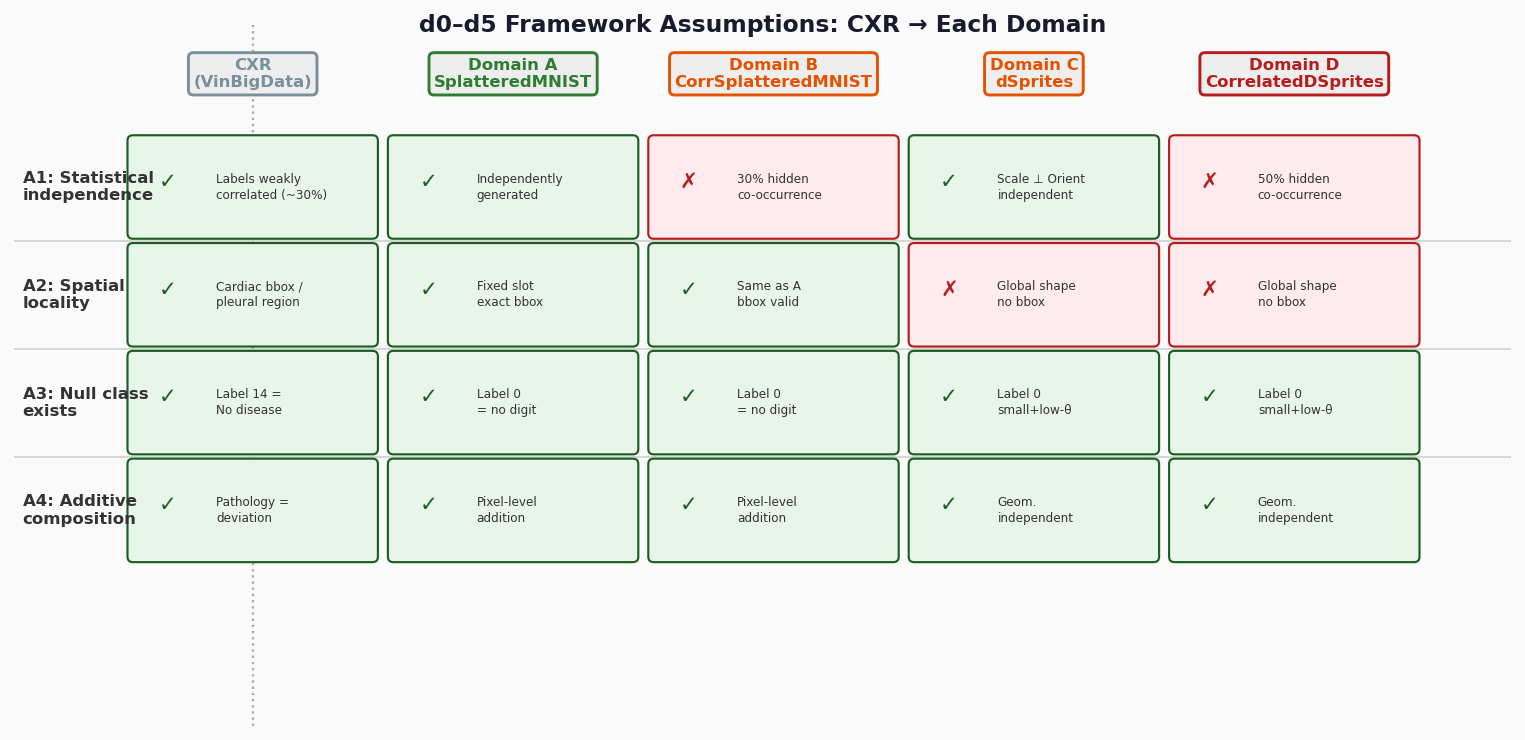 d0–d5 Framework Assumptions: CXR → Each Domain
CXR
(VinBigData)
Domain A
SplatteredMNIST
Domain B
CorrSplatteredMNIST
Domain C
dSprites
Domain D
CorrelatedDSprites
A1: Statistical
independence
✓
Labels weakly
correlated (~30%)
✓
Independently
generated
✗
30% hidden
co-occurrence
✓
Scale ⊥ Orient
independent
✗
50% hidden
co-occurrence
A2: Spatial
locality
✓
Cardiac bbox /
pleural region
✓
Fixed slot
exact bbox
✓
Same as A
bbox valid
✗
Global shape
no bbox
✗
Global shape
no bbox
A3: Null class
exists
✓
Label 14 =
No disease
✓
Label 0
= no digit
✓
Label 0
= no digit
✓
Label 0
small+low-θ
✓
Label 0
small+low-θ
A4: Additive
composition
✓
Pathology =
deviation
✓
Pixel-level
addition
✓
Pixel-level
addition
✓
Geom.
independent
✓
Geom.
independent